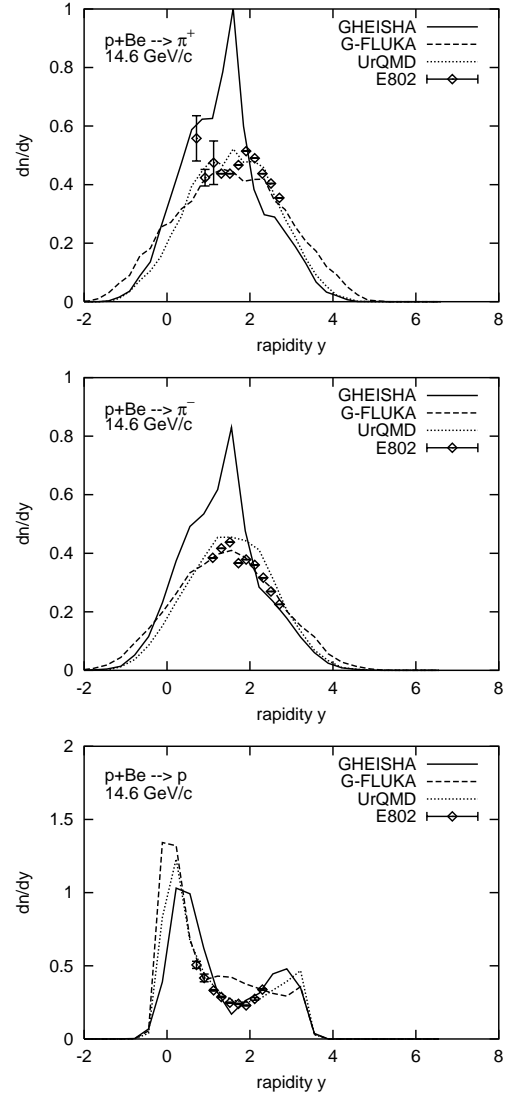 1
0.8
0.6
0.4
0.2
0
dn/dy
p+Be --> π+
14.6 GeV/c
GHEISHA
G-FLUKA
UrQMD
E802
-2 0 2 4 6 8
rapidity y
1
0.8
0.6
0.4
0.2
0
dn/dy
p+Be --> π−
14.6 GeV/c
GHEISHA
G-FLUKA
UrQMD
E802
-2 0 2 4 6 8
rapidity y
2
1.5
1
0.5
0
dn/dy
p+Be --> p
14.6 GeV/c
GHEISHA
G-FLUKA
UrQMD
E802
-2 0 2 4 6 8
rapidity y